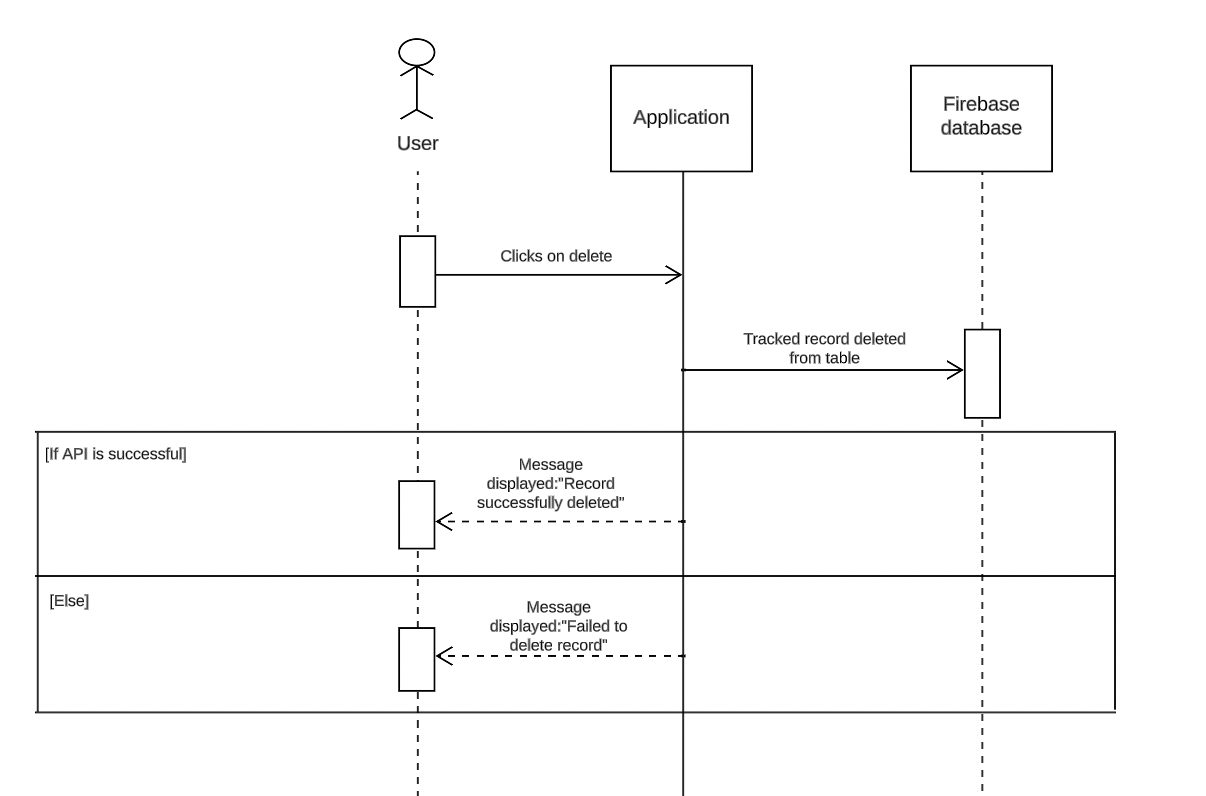 User
Application
Firebase
database
Clicks on delete
Tracked record deleted
from table
[If API is successful]
Message
displayed:"Record
successfully deleted"
[Else]
Message
displayed:"Failed to
delete record"